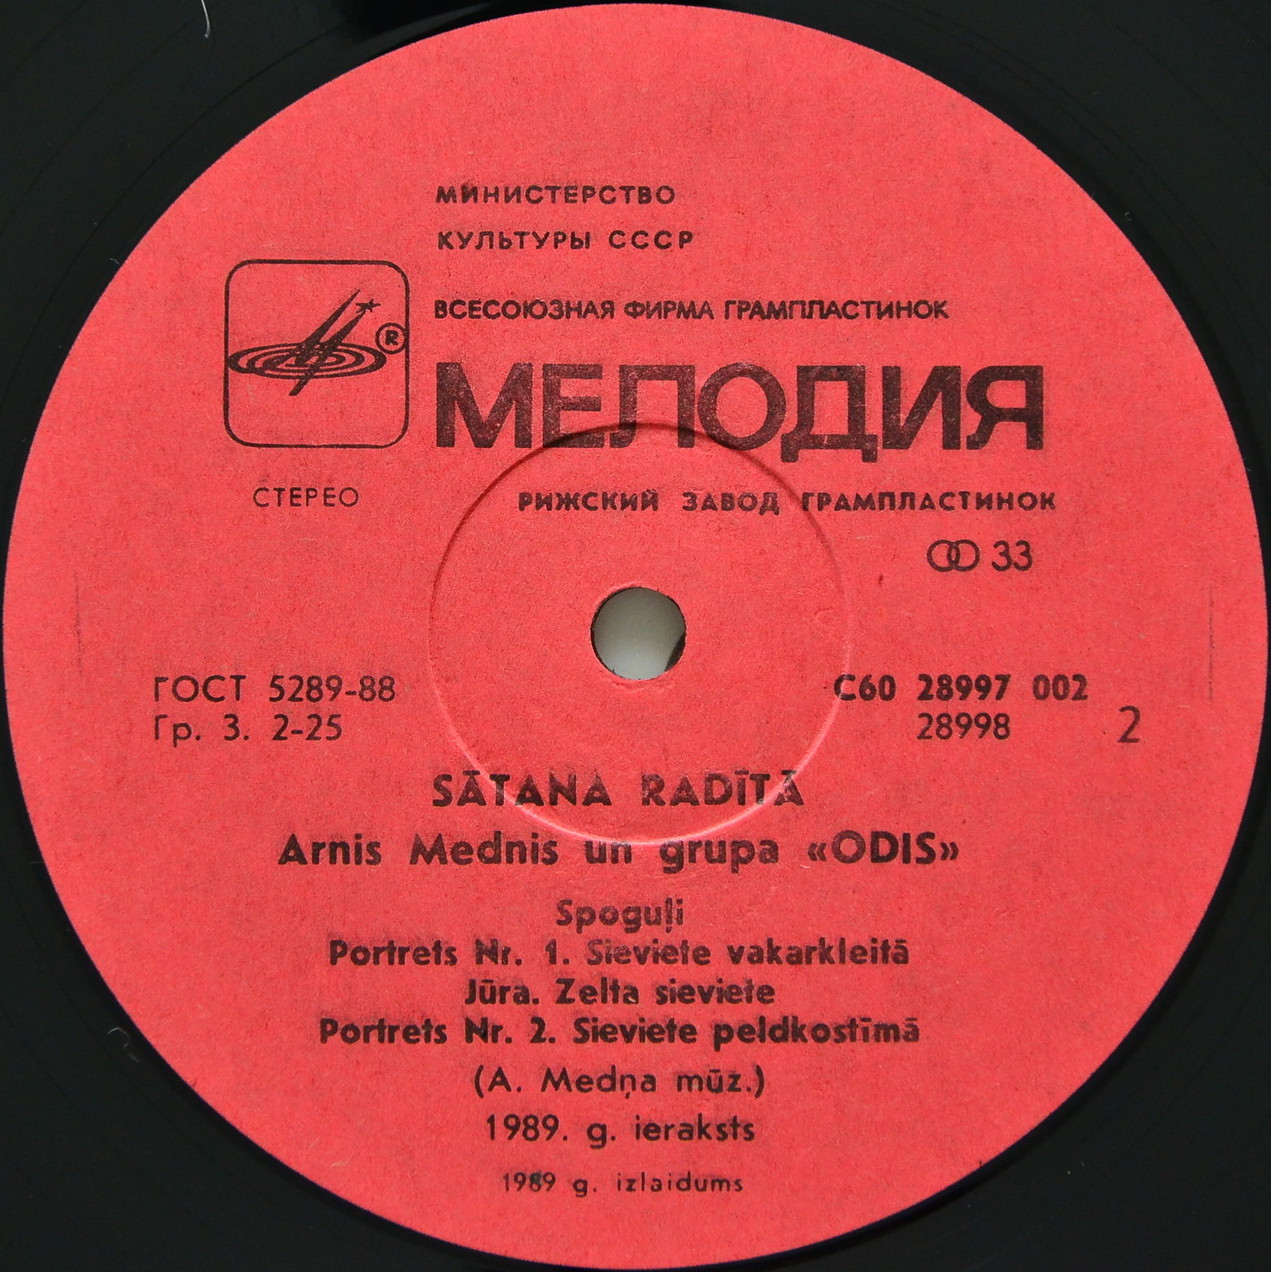 МИНИСТЕРСТВО
КУЛЬТУРЫ СССР
ВСЕСОЮЗНАЯ ФИРМА ГРАМПЛАСТИНОК
®
МЕЛОДИЯ
СТЕРЕО
РИЖСКИЙ ЗАВОД ГРАМПЛАСТИНОК
33
ГОСТ 5289-88
Гр. 3. 2-25
С60 28997 002
28998
2
SĀTANA RADĪTĀ
Arnis Mednis un grupa «ODIS»
Spoguļi
Portrets Nr. 1. Sieviete vakarkleitā
Jūra. Zelta sieviete
Portrets Nr. 2. Sieviete peldkostīmā
(A. Medņa mūz.)
1989. g. ieraksts
1989 g. izlaidums